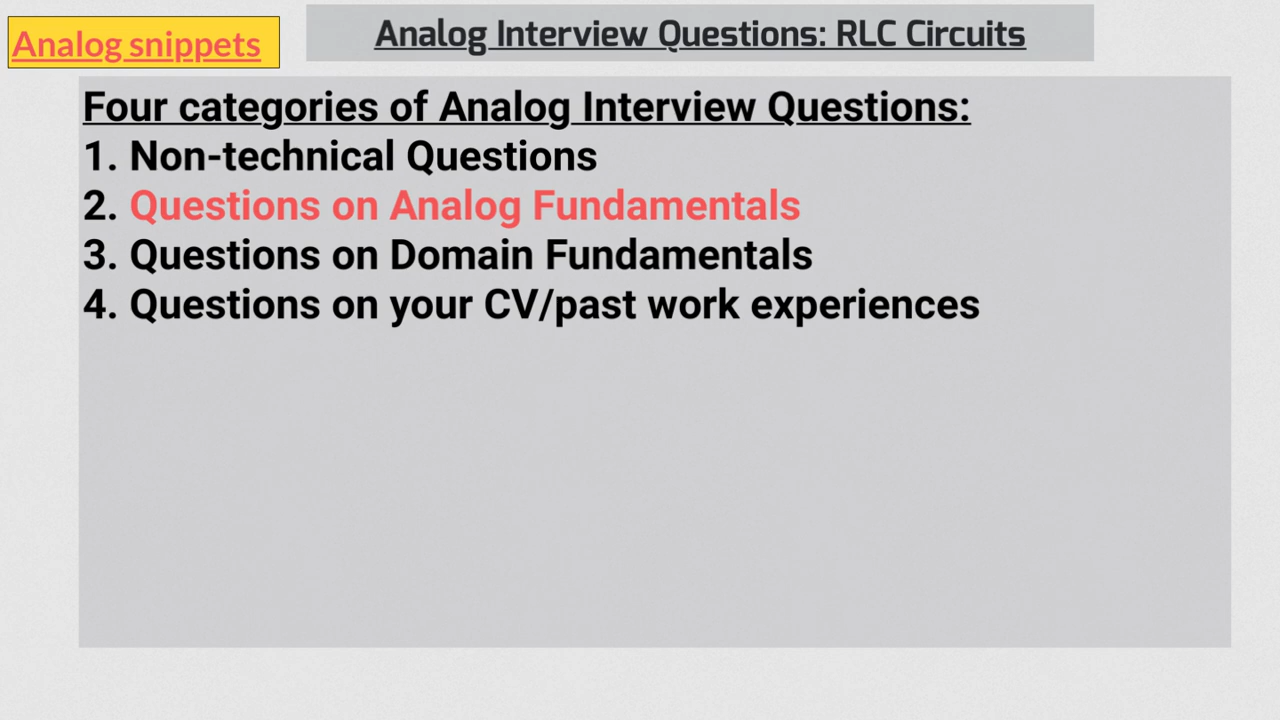 Analog snippets
Analog Interview Questions: RLC Circuits
Four categories of Analog Interview Questions:
1. Non-technical Questions
2. Questions on Analog Fundamentals
3. Questions on Domain Fundamentals
4. Questions on your CV/past work experiences